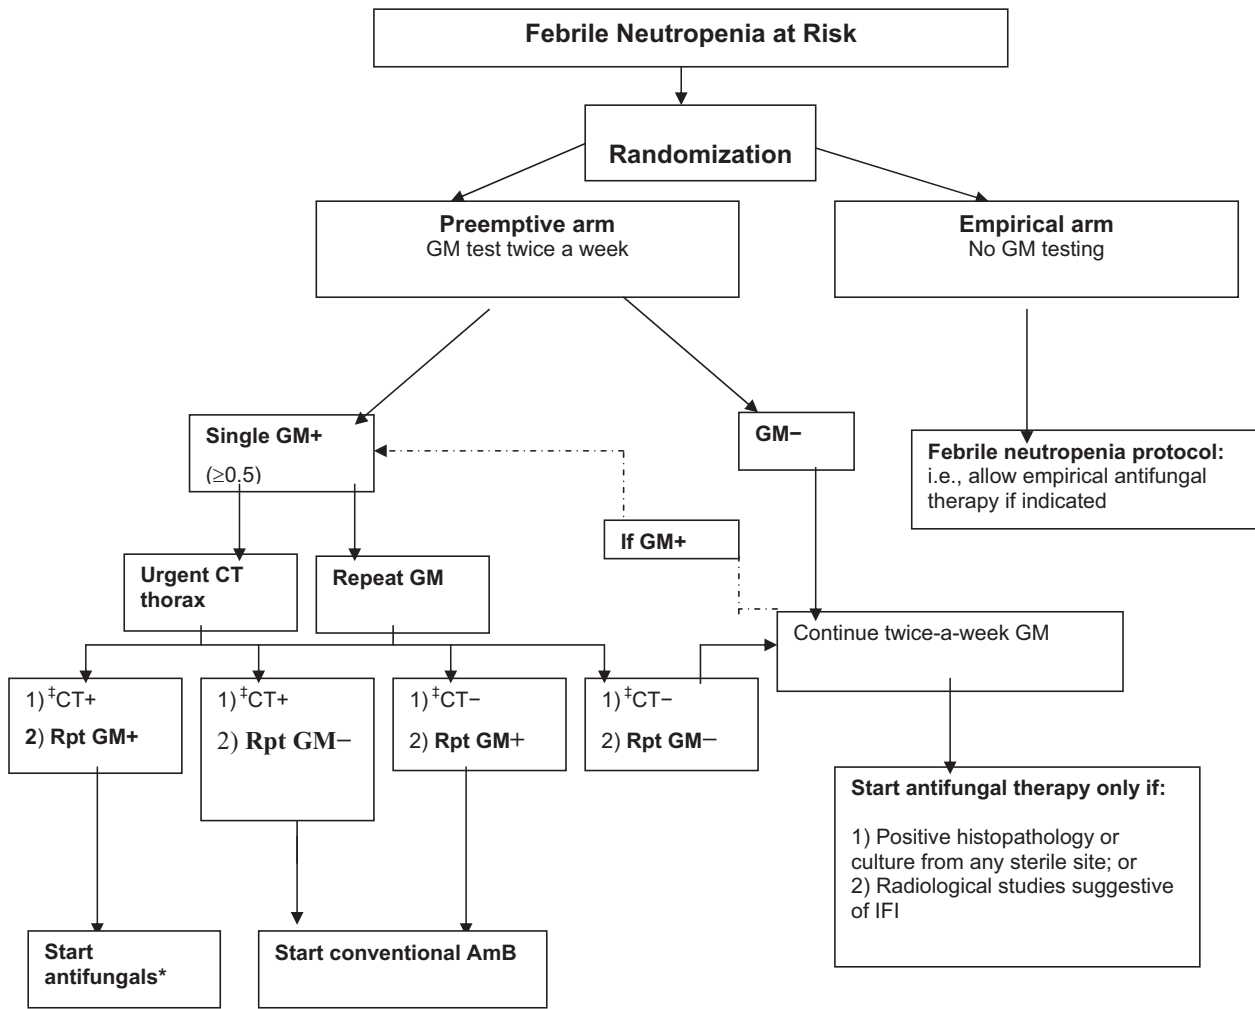 Febrile Neutropenia at Risk
Randomization
Preemptive arm
GM test twice a week
Empirical arm
No GM testing
Single GM+
(≥0.5)
GM−
Febrile neutropenia protocol:
i.e., allow empirical antifungal
therapy if indicated
If GM+
Urgent CT
thorax
Repeat GM
Continue twice-a-week GM
1) ‡CT+
2) Rpt GM+
1) ‡CT+
2) Rpt GM−
1) ‡CT−
2) Rpt GM+
1) ‡CT−
2) Rpt GM−
Start antifungal therapy only if:
1) Positive histopathology or
culture from any sterile site; or
2) Radiological studies suggestive
of IFI
Start
antifungals*
Start conventional AmB